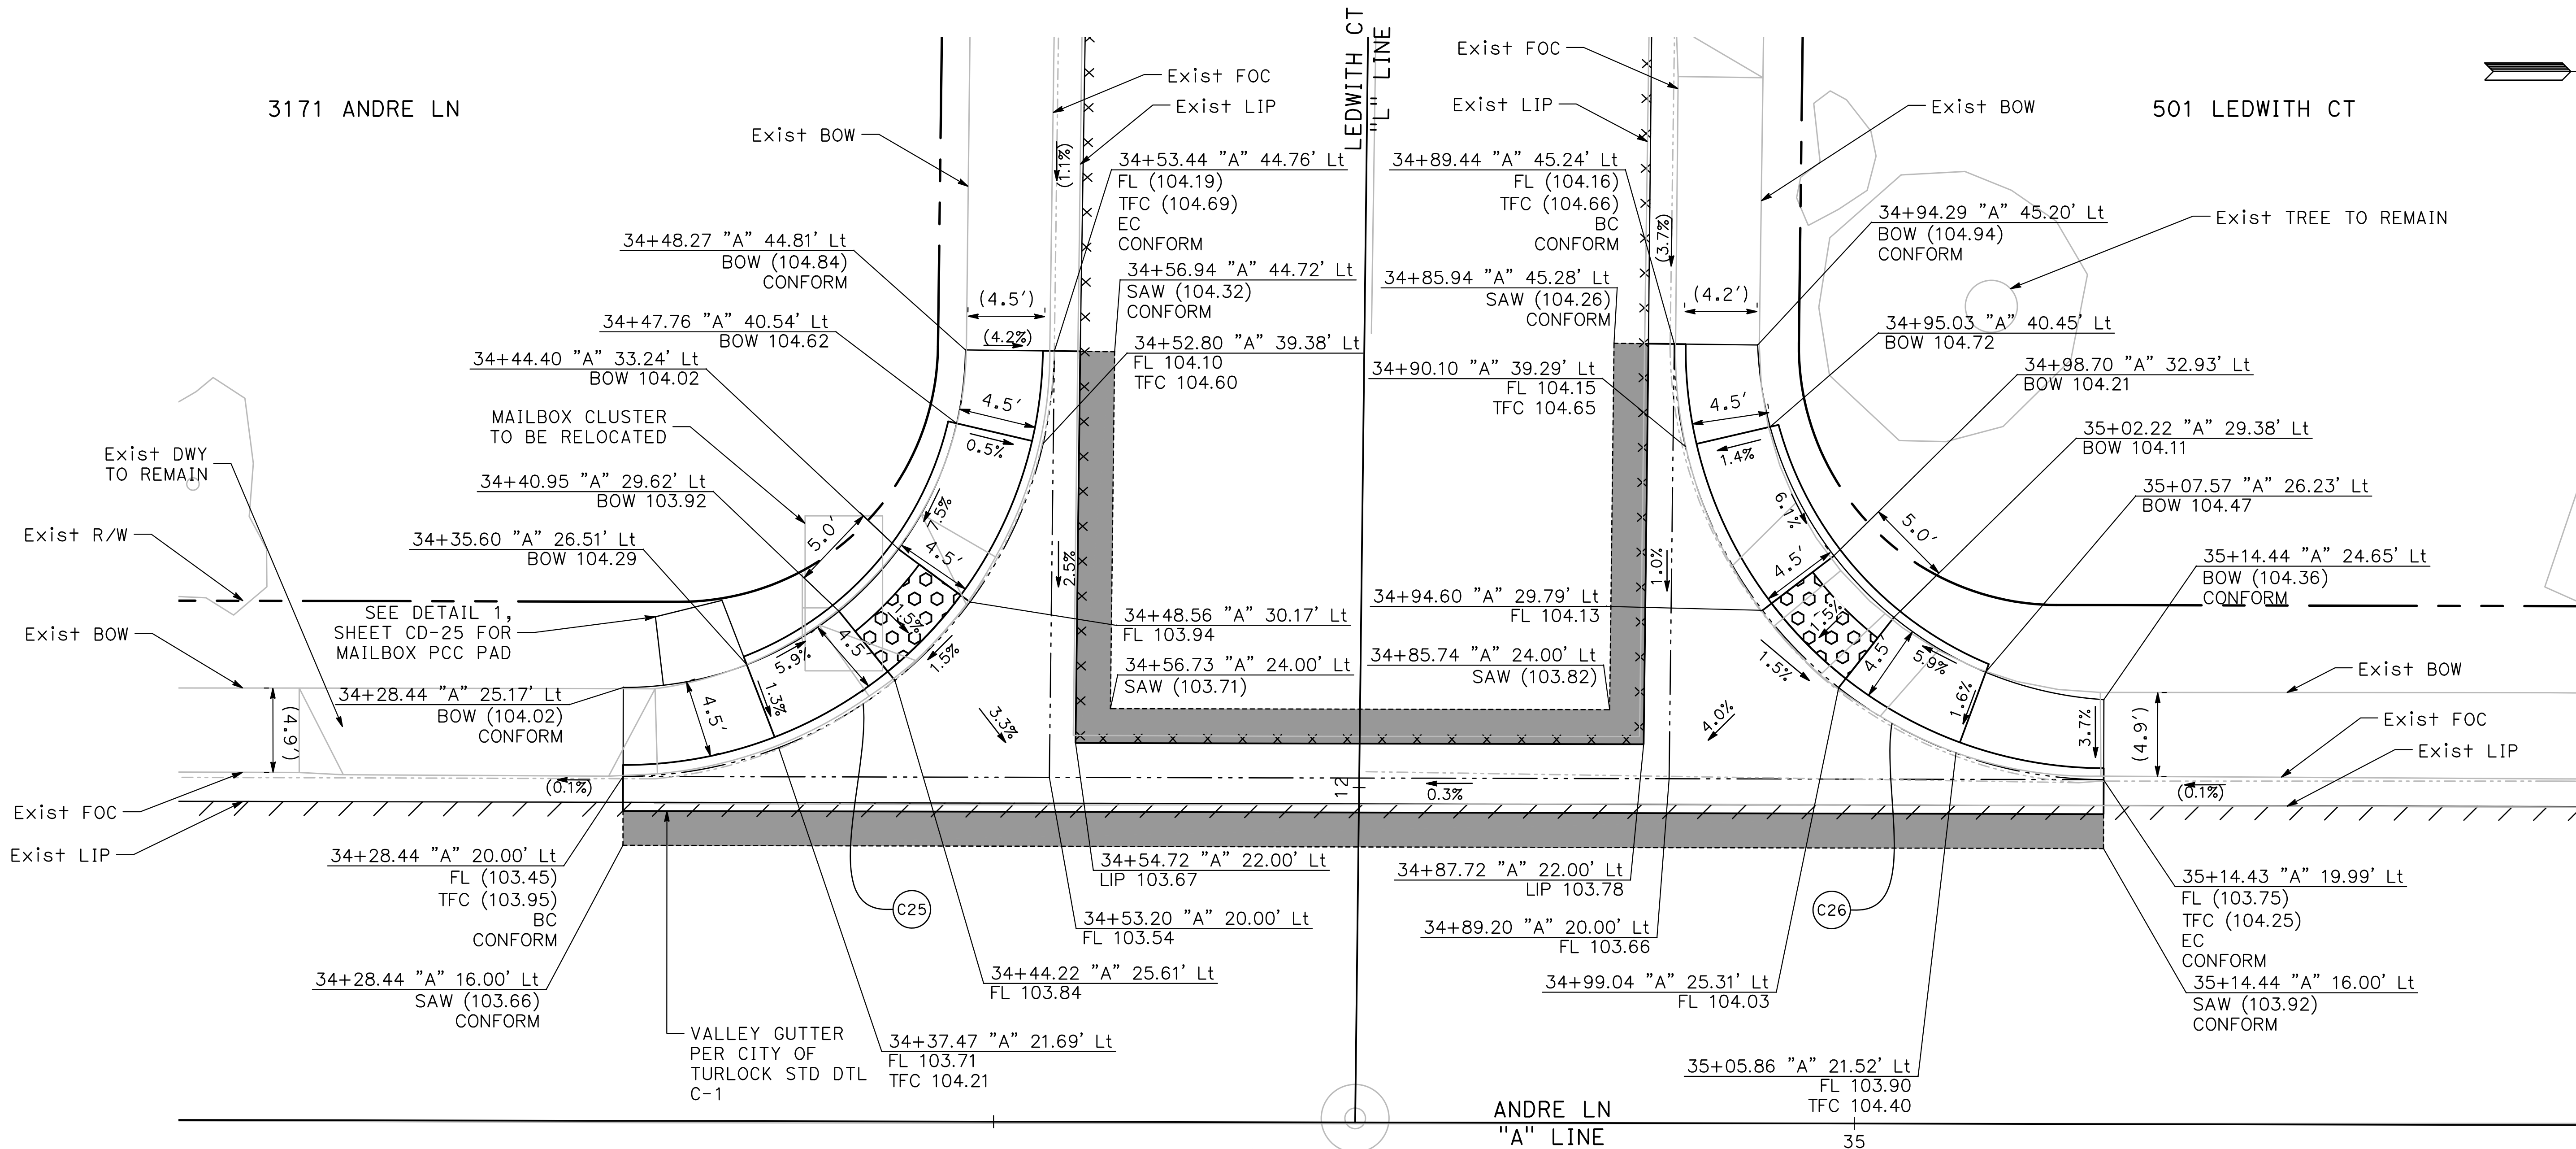 3171 ANDRE LN
501 LEDWITH CT
LEDWITH CT
"L" LINE
Exist FOC
Exist LIP
Exist BOW
(1.1%)
34+53.44 "A" 44.76' Lt
FL (104.19)
TFC (104.69)
EC
CONFORM
34+48.27 "A" 44.81' Lt
BOW (104.84)
CONFORM
34+56.94 "A" 44.72' Lt
SAW (104.32)
CONFORM
(4.5')
(4.2%)
34+47.76 "A" 40.54' Lt
BOW 104.62
34+52.80 "A" 39.38' Lt
FL 104.10
TFC 104.60
34+44.40 "A" 33.24' Lt
BOW 104.02
MAILBOX CLUSTER
TO BE RELOCATED
4.5'
0.5%
Exist DWY
TO REMAIN
34+40.95 "A" 29.62' Lt
BOW 103.92
7.5%
5.0'
Exist R/W
34+35.60 "A" 26.51' Lt
BOW 104.29
4.5'
2.5%
SEE DETAIL 1,
SHEET CD-25 FOR
MAILBOX PCC PAD
Exist BOW
1.5%
4.5'
5.9%
1.5%
34+48.56 "A" 30.17' Lt
FL 103.94
34+56.73 "A" 24.00' Lt
SAW (103.71)
34+28.44 "A" 25.17' Lt
BOW (104.02)
CONFORM
(4.9')
4.5'
1.3%
3.3%
(0.1%)
Exist FOC
Exist LIP
34+28.44 "A" 20.00' Lt
FL (103.45)
TFC (103.95)
BC
CONFORM
34+28.44 "A" 16.00' Lt
SAW (103.66)
CONFORM
34+54.72 "A" 22.00' Lt
LIP 103.67
C25
34+53.20 "A" 20.00' Lt
FL 103.54
34+44.22 "A" 25.61' Lt
FL 103.84
34+37.47 "A" 21.69' Lt
FL 103.71
TFC 104.21
VALLEY GUTTER
PER CITY OF
TURLOCK STD DTL
C-1
Exist FOC
Exist LIP
Exist BOW
34+89.44 "A" 45.24' Lt
FL (104.16)
TFC (104.66)
BC
CONFORM
(3.7%)
34+94.29 "A" 45.20' Lt
BOW (104.94)
CONFORM
Exist TREE TO REMAIN
34+85.94 "A" 45.28' Lt
SAW (104.26)
CONFORM
(4.2')
34+95.03 "A" 40.45' Lt
BOW 104.72
34+90.10 "A" 39.29' Lt
FL 104.15
TFC 104.65
34+98.70 "A" 32.93' Lt
BOW 104.21
4.5'
1.4%
35+02.22 "A" 29.38' Lt
BOW 104.11
35+07.57 "A" 26.23' Lt
BOW 104.47
6.1%
5.0'
4.5'
1.0%
35+14.44 "A" 24.65' Lt
BOW (104.36)
CONFORM
34+94.60 "A" 29.79' Lt
FL 104.13
1.5%
1.5%
4.5'
5.9%
34+85.74 "A" 24.00' Lt
SAW (103.82)
Exist BOW
1.6%
3.7%
(4.9')
4.0%
Exist FOC
Exist LIP
12
0.3%
(0.1%)
34+87.72 "A" 22.00' Lt
LIP 103.78
C26
34+89.20 "A" 20.00' Lt
FL 103.66
34+99.04 "A" 25.31' Lt
FL 104.03
35+05.86 "A" 21.52' Lt
FL 103.90
TFC 104.40
35+14.43 "A" 19.99' Lt
FL (103.75)
TFC (104.25)
EC
CONFORM
35+14.44 "A" 16.00' Lt
SAW (103.92)
CONFORM
ANDRE LN
"A" LINE
35